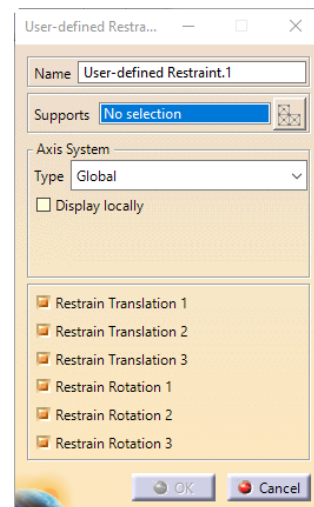 User-defined Restra...
Name User-defined Restraint.1
Supports No selection
Axis System
Type Global
Display locally
Restrain Translation 1
Restrain Translation 2
Restrain Translation 3
Restrain Rotation 1
Restrain Rotation 2
Restrain Rotation 3
OK Cancel